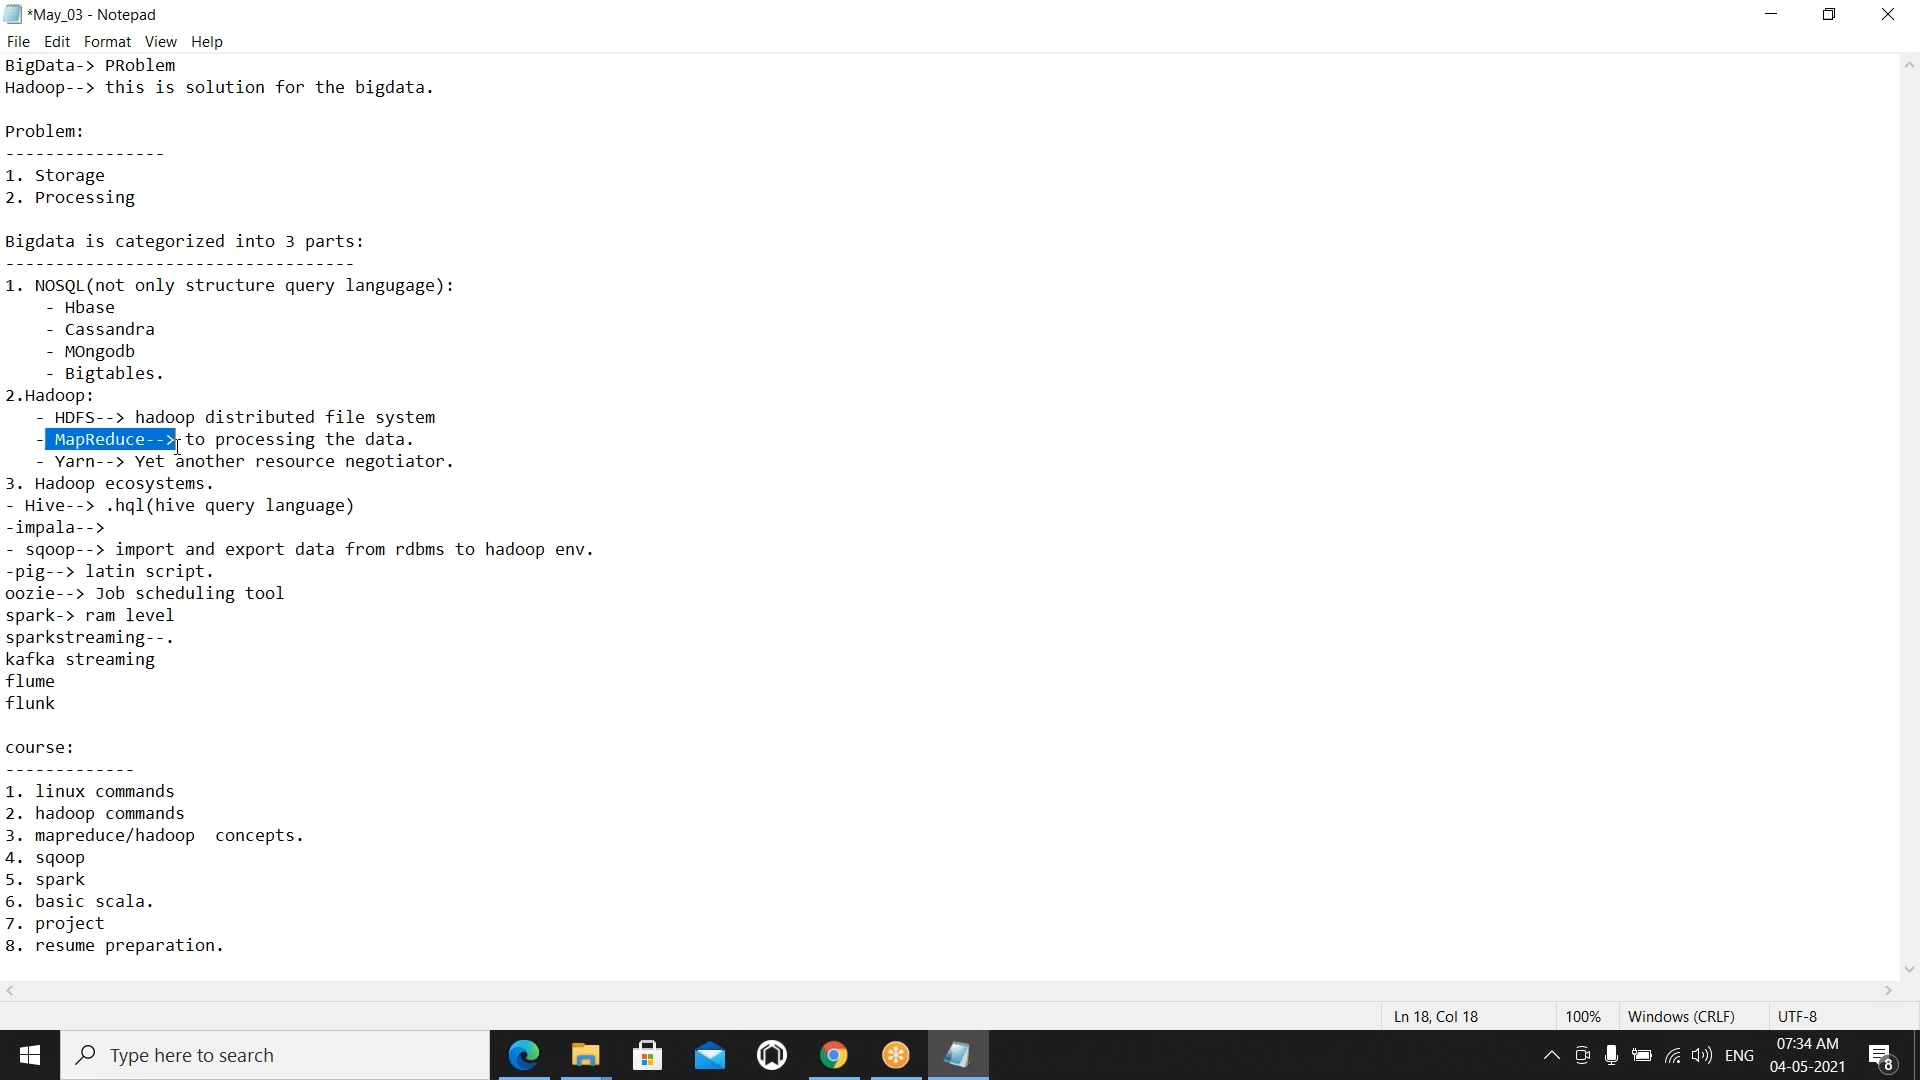 *May_03 - Notepad
File Edit Format View Help
BigData-> PRoblem
Hadoop--> this is solution for the bigdata.
Problem:
----------------
1. Storage
2. Processing
Bigdata is categorized into 3 parts:
-----------------------------------
1. NOSQL(not only structure query langugage):
- Hbase
- Cassandra
- MOngodb
- Bigtables.
2.Hadoop:
- HDFS--> hadoop distributed file system
- MapReduce--> to processing the data.
- Yarn--> Yet another resource negotiator.
3. Hadoop ecosystems.
- Hive--> .hql(hive query language)
-impala-->
- sqoop--> import and export data from rdbms to hadoop env.
-pig--> latin script.
oozie--> Job scheduling tool
spark-> ram level
sparkstreaming--.
kafka streaming
flume
flunk
course:
-------------
1. linux commands
2. hadoop commands
3. mapreduce/hadoop  concepts.
4. sqoop
5. spark
6. basic scala.
7. project
8. resume preparation.
Ln 18, Col 18 100% Windows (CRLF) UTF-8
Type here to search
ENG
07:34 AM
04-05-2021
8